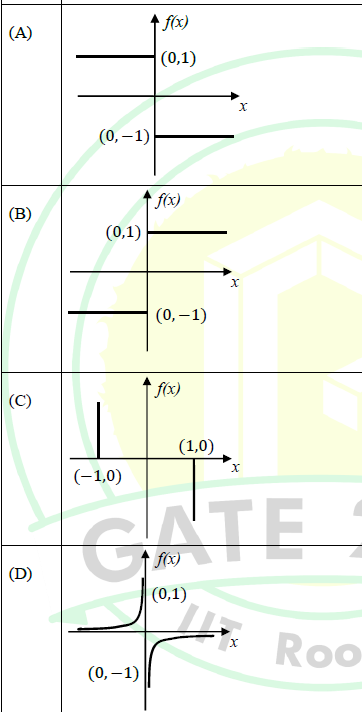 (A)
f(x)
(0,1)
x
(0,−1)
(B)
f(x)
(0,1)
x
(0,−1)
(C)
f(x)
(1,0)
x
(−1,0)
GATE 2
(D)
f(x)
(0,1)
x
(0,−1)
IIT Roo